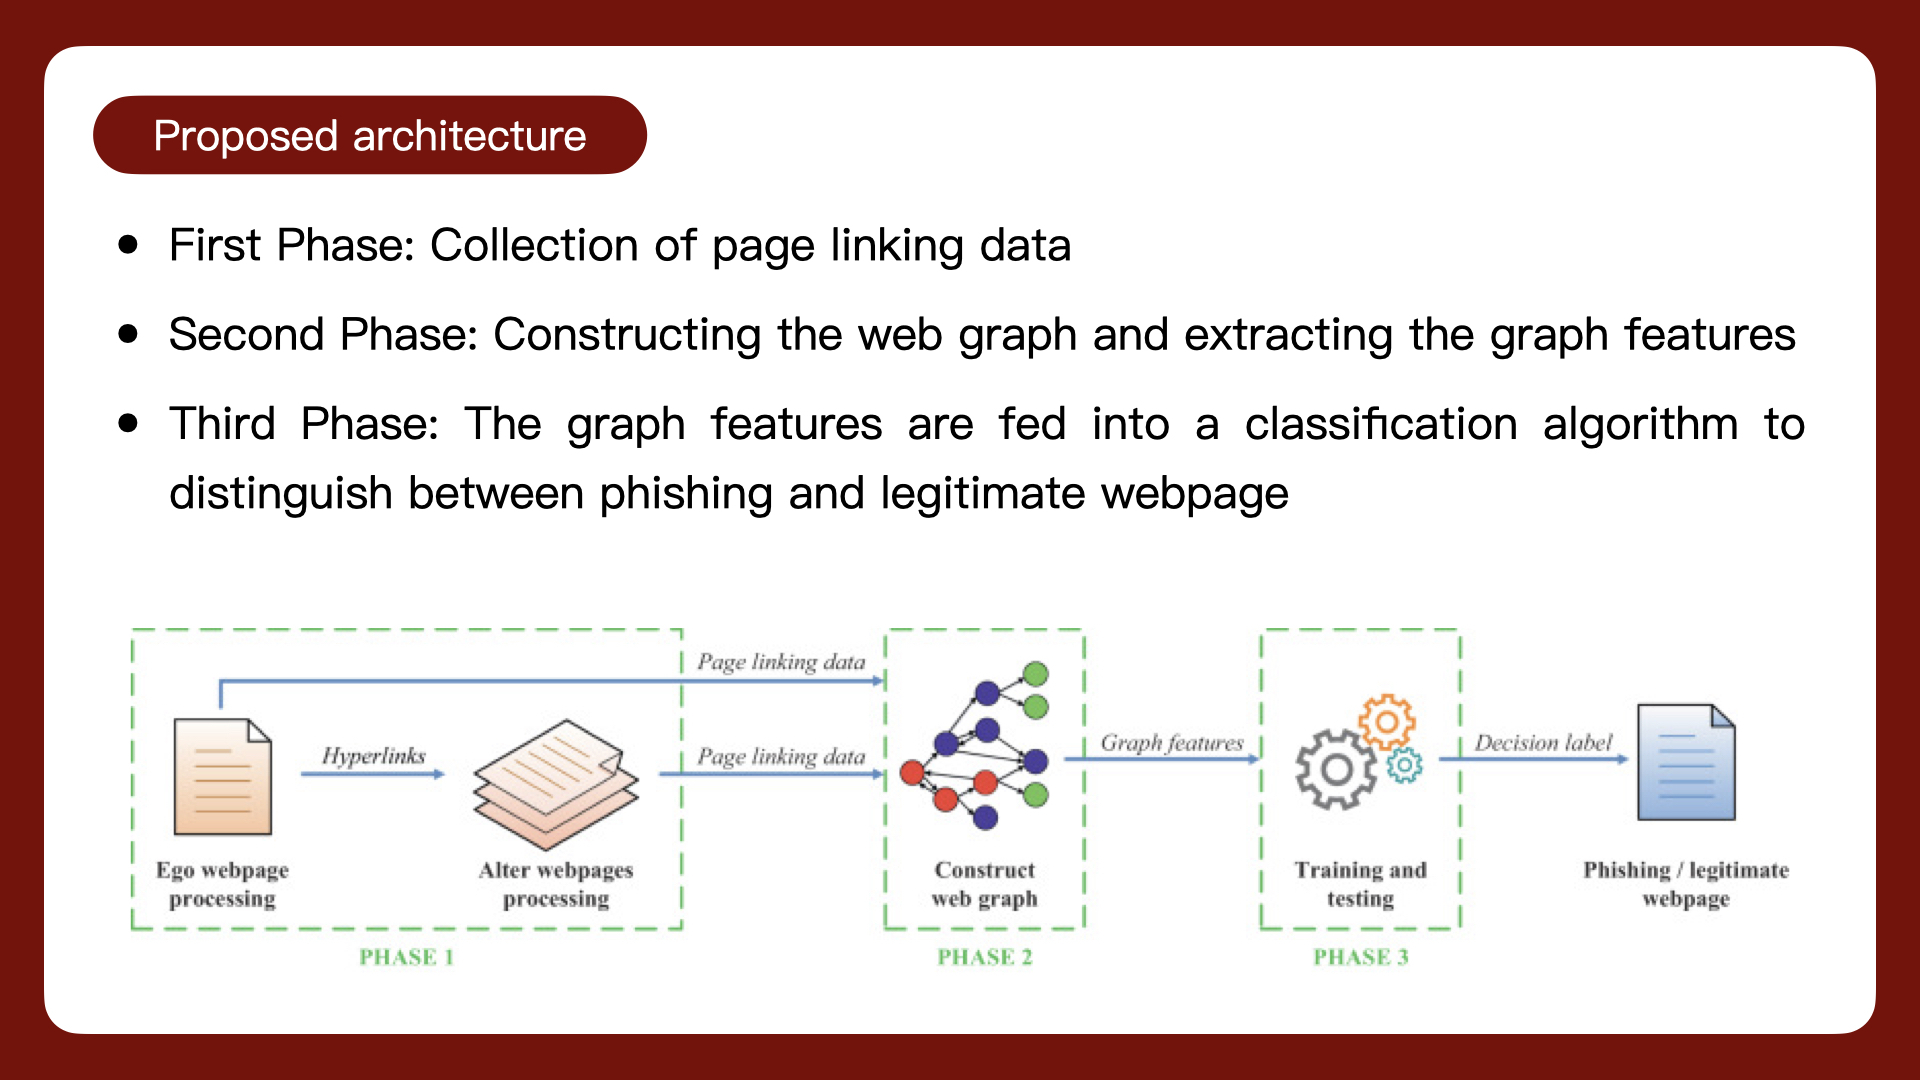 Proposed architecture
• First Phase: Collection of page linking data
• Second Phase: Constructing the web graph and extracting the graph features
• Third Phase: The graph features are fed into a classification algorithm to
distinguish between phishing and legitimate webpage
Page linking data
Hyperlinks
Page linking data
Graph features
Decision label
Ego webpage
processing
Alter webpages
processing
Construct
web graph
Training and
testing
Phishing / legitimate
webpage
PHASE 1
PHASE 2
PHASE 3